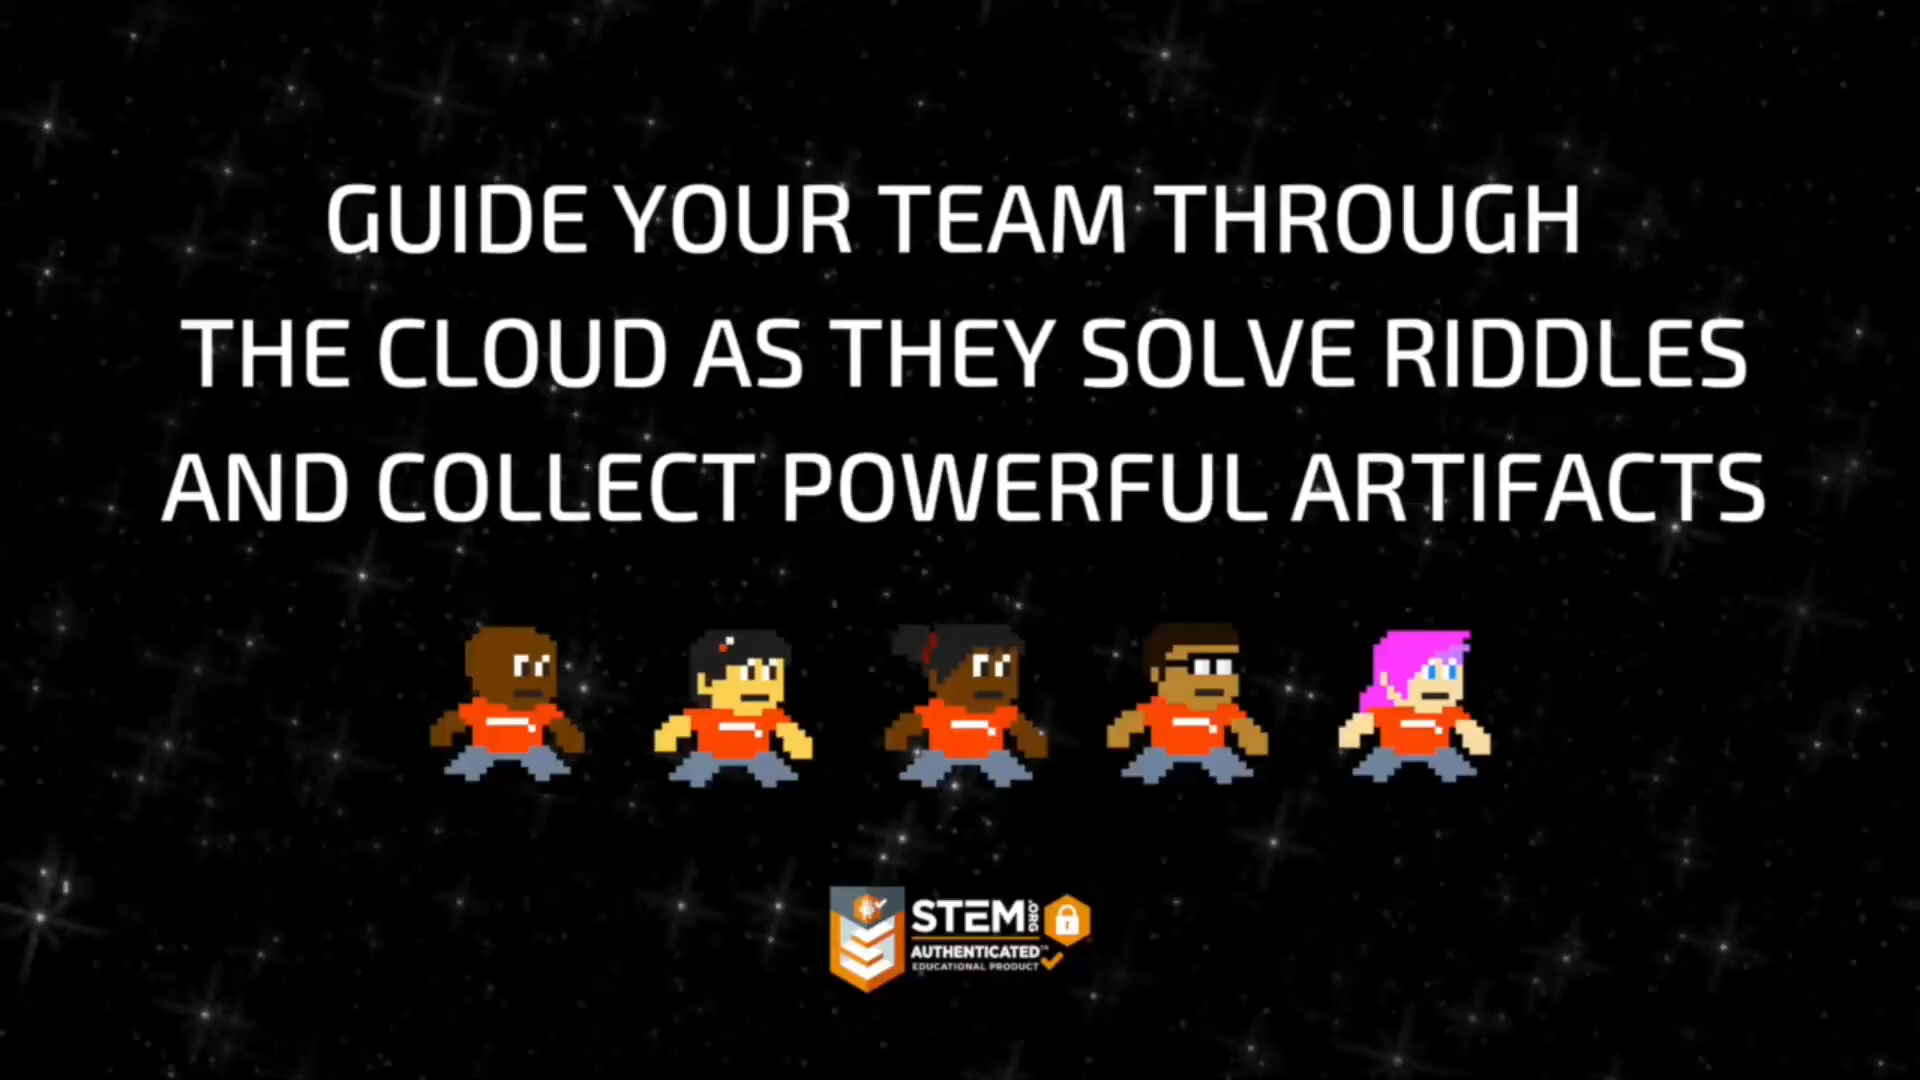 GUIDE YOUR TEAM THROUGH
THE CLOUD AS THEY SOLVE RIDDLES
AND COLLECT POWERFUL ARTIFACTS
STEM.ORG
AUTHENTICATED™
EDUCATIONAL PRODUCT